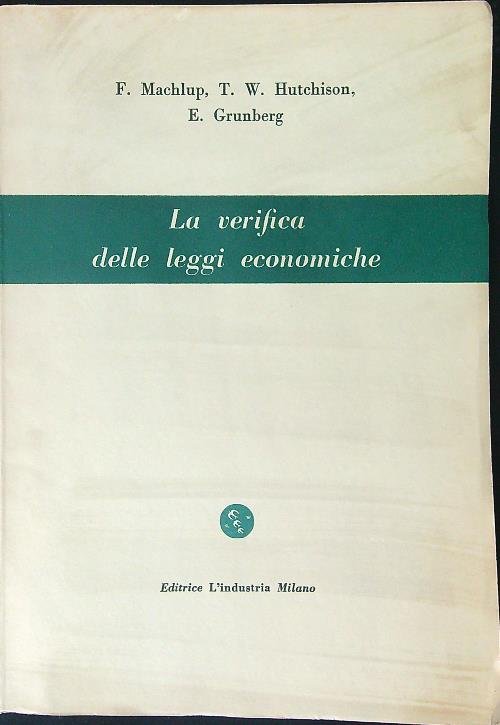 F. Machlup, T. W. Hutchison,
E. Grunberg
La verifica
delle leggi economiche
Editrice L'industria Milano